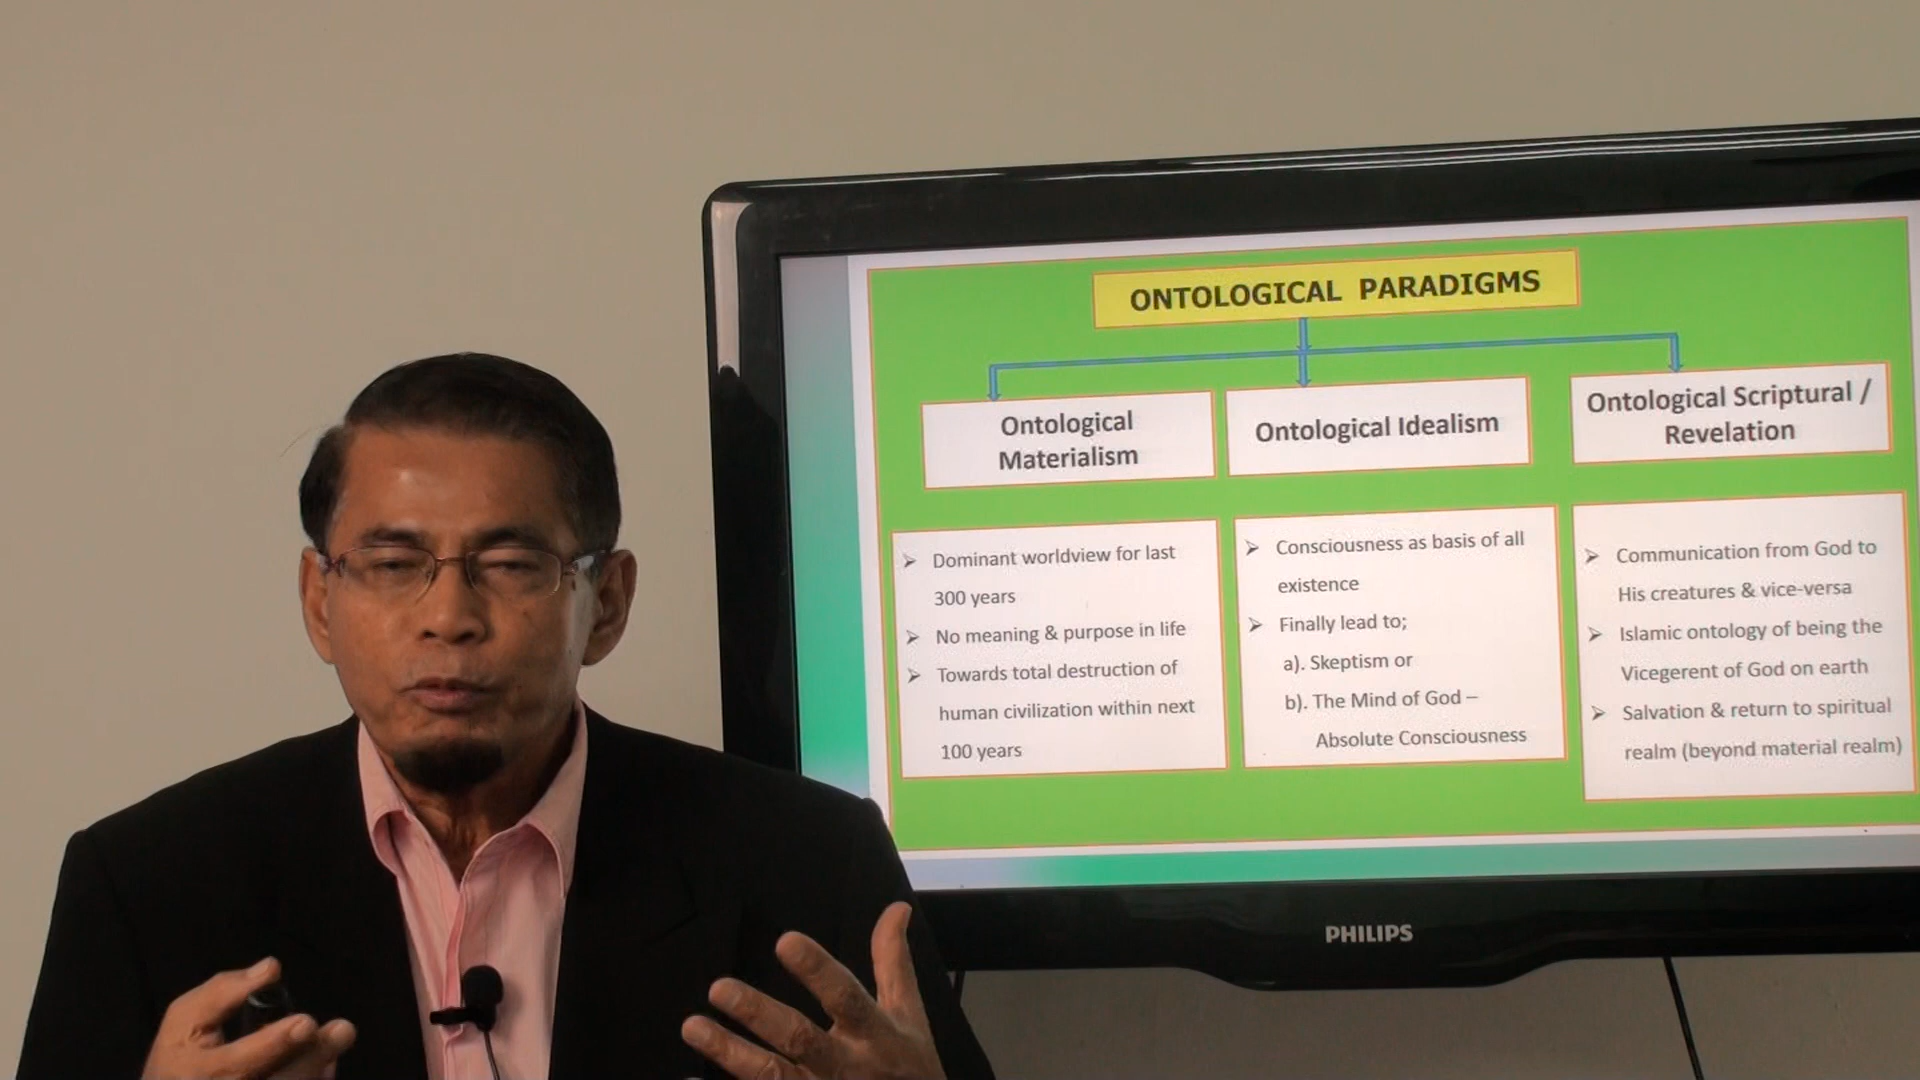 ONTOLOGICAL PARADIGMS
Ontological
Materialism
➢ Dominant worldview for last
300 years
➢ No meaning & purpose in life
➢ Towards total destruction of
human civilization within next
100 years
Ontological Idealism
➢ Consciousness as basis of all
existence
➢ Finally lead to;
a). Skeptism or
b). The Mind of God –
Absolute Consciousness
Ontological Scriptural /
Revelation
➢ Communication from God to
His creatures & vice-versa
➢ Islamic ontology of being the
Vicegerent of God on earth
➢ Salvation & return to spiritual
realm (beyond material realm)
PHILIPS